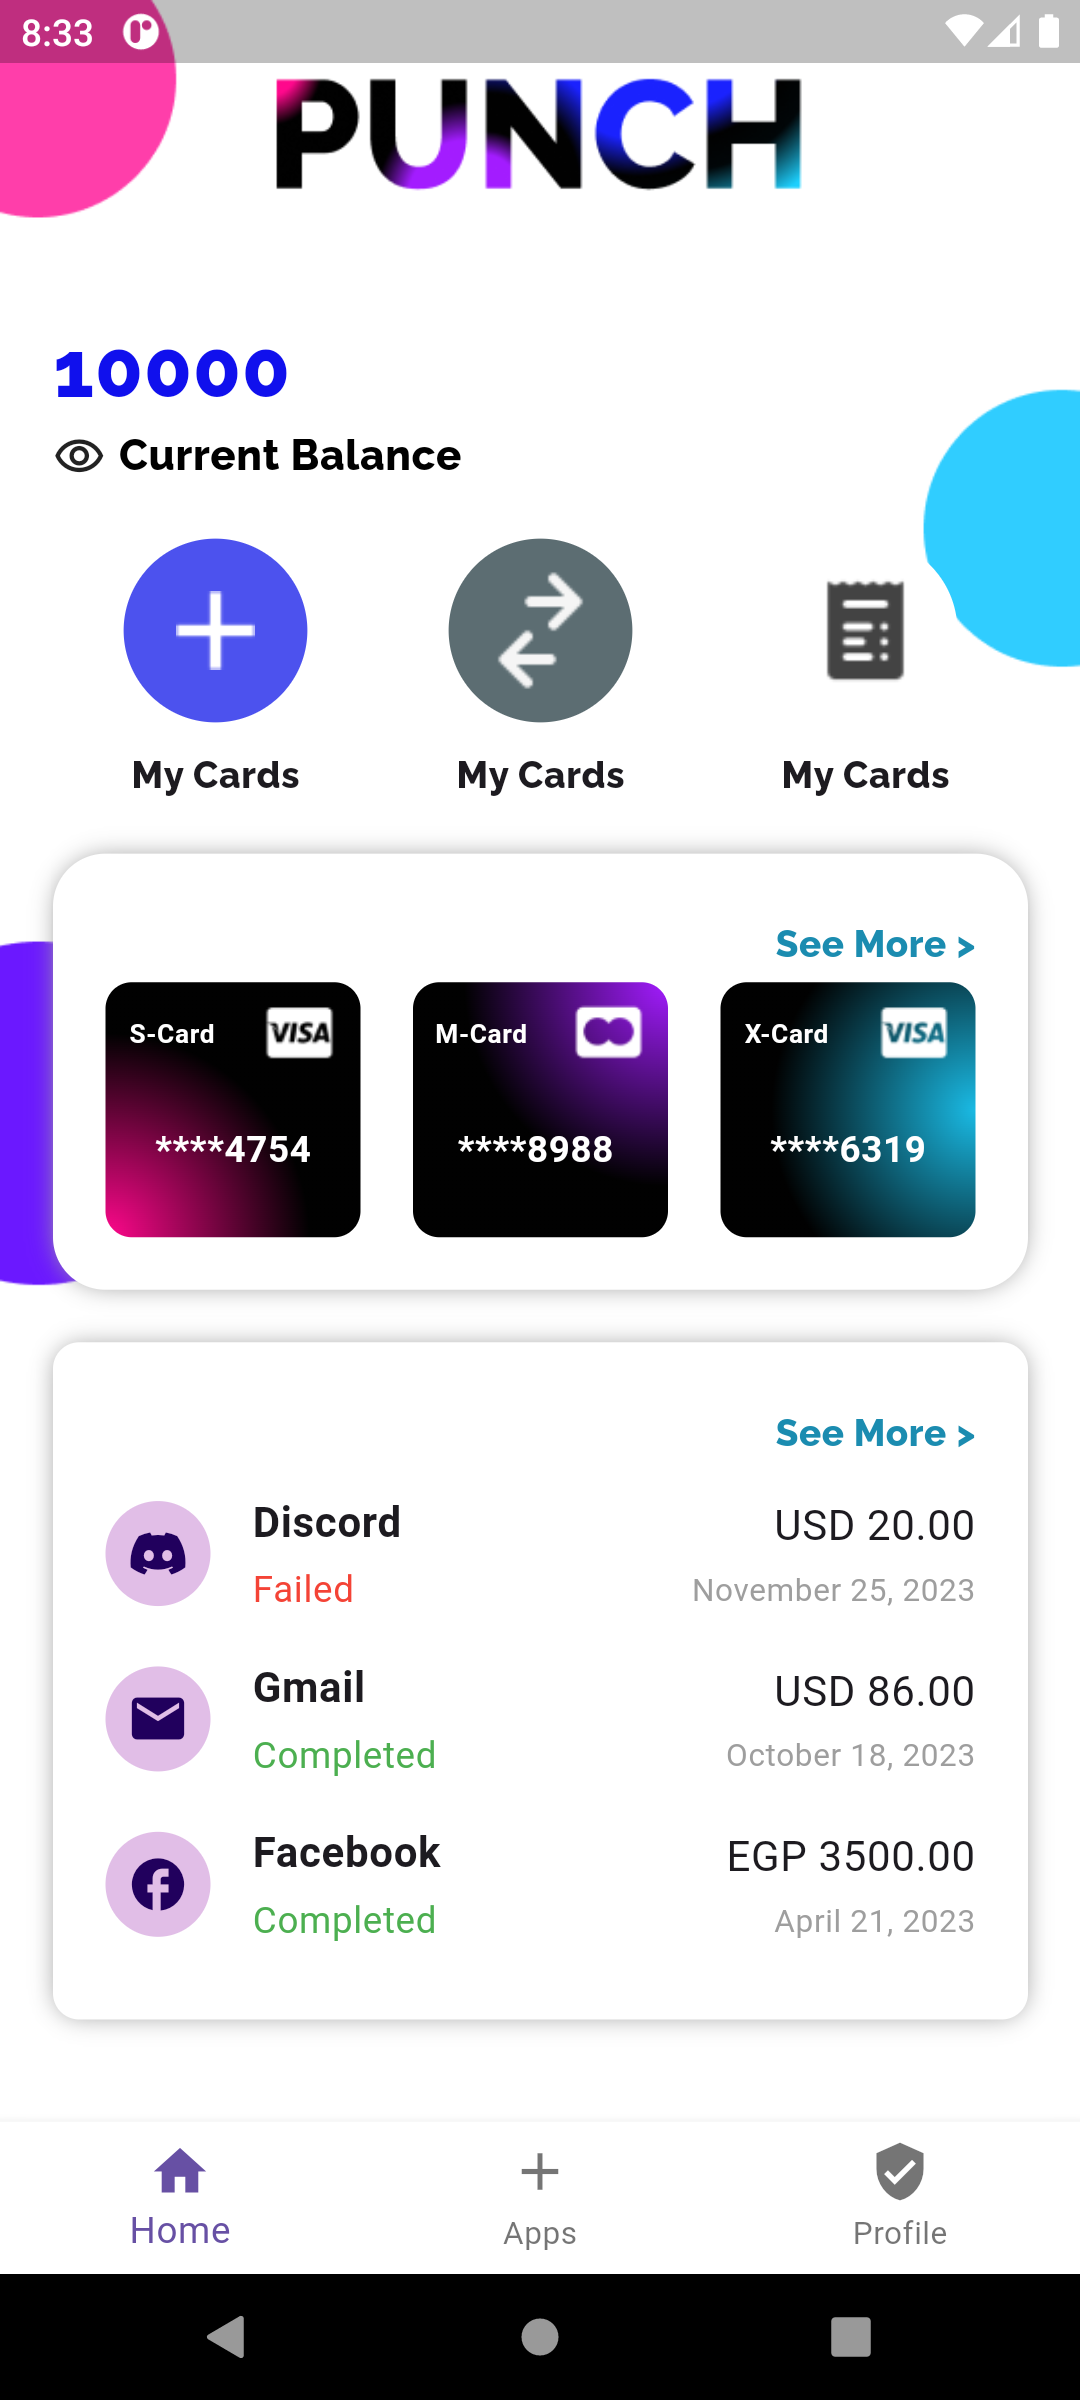 8:33
PUNCH
10000
Current Balance
My Cards
My Cards
My Cards
See More >
S-Card
VISA
****4754
M-Card
****8988
X-Card
VISA
****6319
See More >
Discord
USD 20.00
Failed
November 25, 2023
Gmail
USD 86.00
Completed
October 18, 2023
Facebook
EGP 3500.00
Completed
April 21, 2023
Home
Apps
Profile